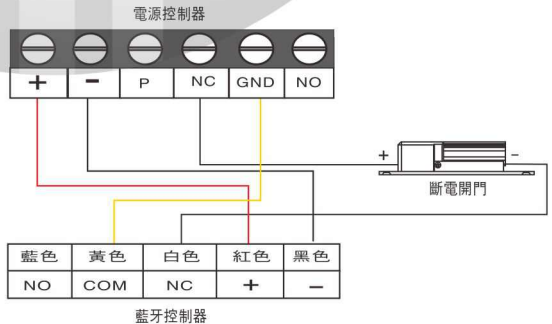 電源控制器
+ - P NC GND NO
+ -
斷電開門
藍色 黃色 白色 紅色 黑色
NO COM NC + -
藍牙控制器